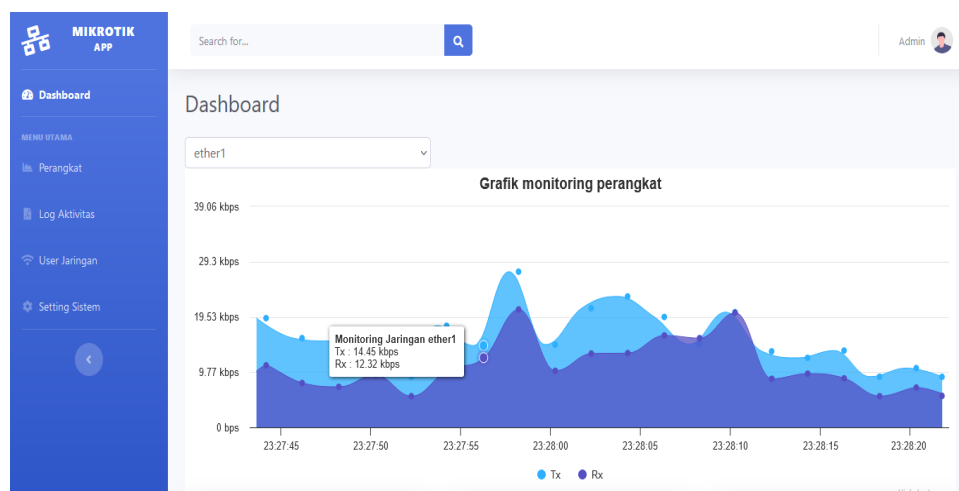 MIKROTIK
APP
Search for...
Admin
Dashboard
MENU UTAMA
Perangkat
Log Aktivitas
User Jaringan
Setting Sistem
Dashboard
ether1
Grafik monitoring perangkat
39.06 kbps
29.3 kbps
19.53 kbps
9.77 kbps
0 bps
Monitoring Jaringan ether1
Tx : 14.45 kbps
Rx : 12.32 kbps
23:27:45 23:27:50 23:27:55 23:28:00 23:28:05 23:28:10 23:28:15 23:28:20
Tx Rx